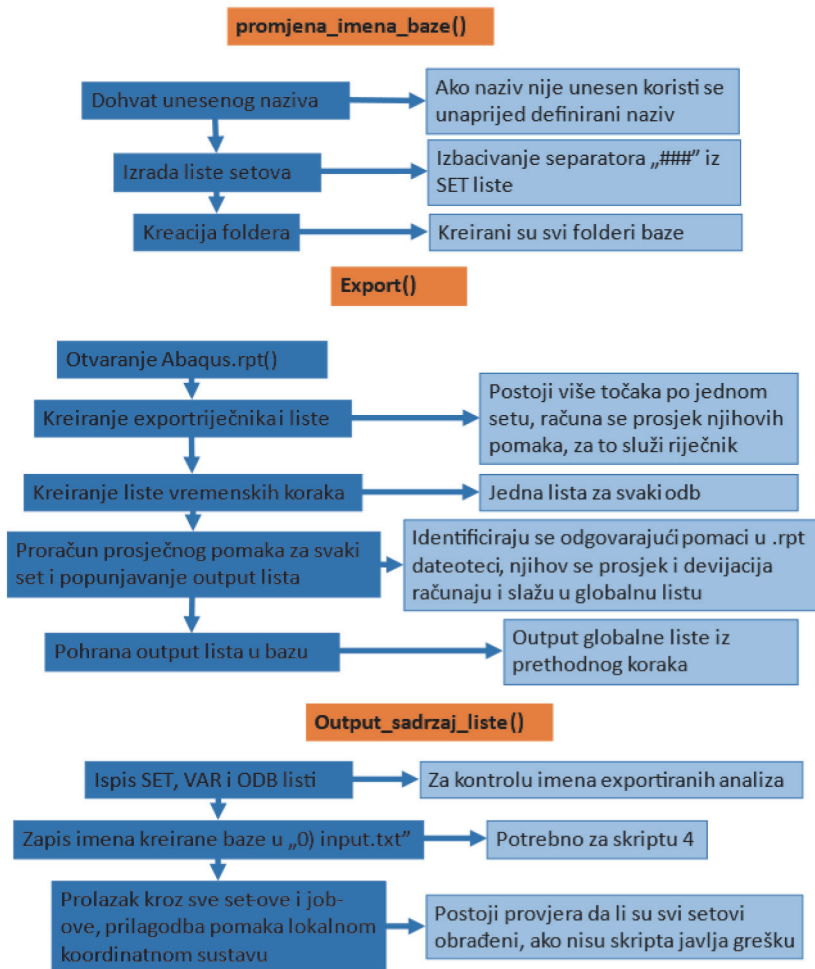 promjena_imena_baze()
Dohvat unesenog naziva
Ako naziv nije unesen koristi se
unaprijed definirani naziv
Izrada liste setova
Izbacivanje separatora „###” iz
SET liste
Kreacija foldera
Kreirani su svi folderi baze
Export()
Otvaranje Abaqus.rpt()
Kreiranje exportriječnika i liste
Postoji više točaka po jednom
setu, računa se prosjek njihovih
pomaka, za to služi riječnik
Kreiranje liste vremenskih koraka
Jedna lista za svaki odb
Proračun prosječnog pomaka za svaki
set i popunjavanje output lista
Identificiraju se odgovarajući pomaci u .rpt
dateoteci, njihov se prosjek i devijacija
računaju i slažu u globalnu listu
Pohrana output lista u bazu
Output globalne liste iz
prethodnog koraka
Output_sadrzaj_liste()
Ispis SET, VAR i ODB listi
Za kontrolu imena exportiranih analiza
Zapis imena kreirane baze u „0) input.txt”
Potrebno za skriptu 4
Prolazak kroz sve set-ove i job-
ove, prilagodba pomaka lokalnom
koordinatnom sustavu
Postoji provjera da li su svi setovi
obrađeni, ako nisu skripta javlja grešku